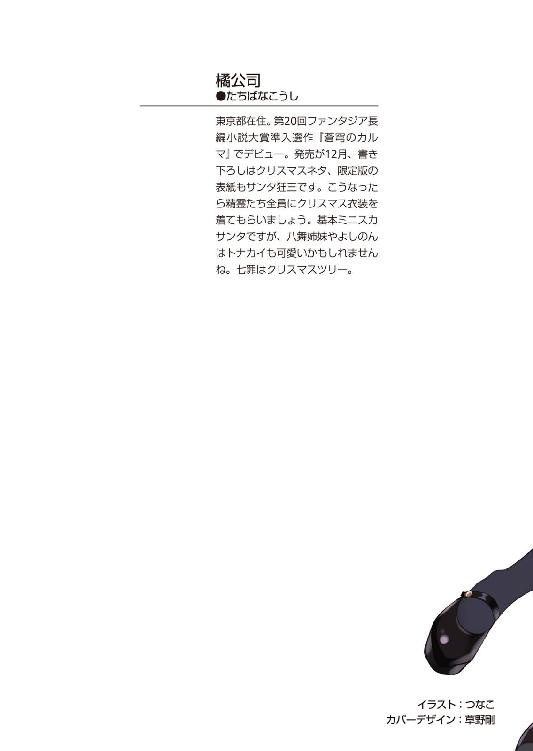 橘公司
●たちばなこうし
東京都在住。第20回ファンタジア長
編小説大賞準入選作『蒼穹のカル
マ』でデビュー。発売が12月、書き
下ろしはクリスマスネタ、限定版の
表紙もサンタ狂三です。こうなった
ら精霊たち全員にクリスマス衣装を
着てもらいましょう。基本ミニスカ
サンタですが、八舞姉妹やよしのん
はトナカイも可愛いかもしれません
ね。七罪はクリスマスツリー。
イラスト：つなこ
カバーデザイン：草野剛